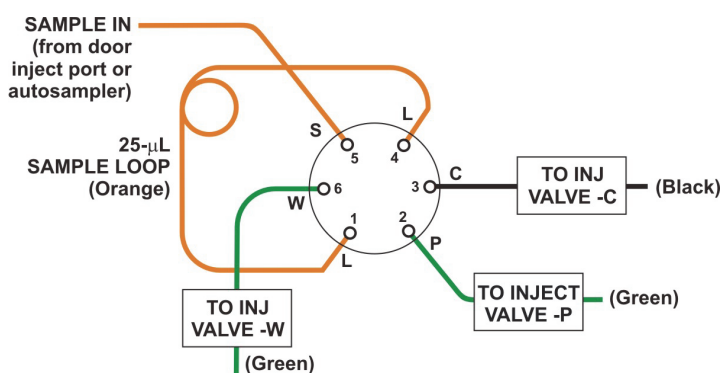 SAMPLE IN
(from door
inject port or
autosampler)
25-μL
SAMPLE LOOP
(Orange)
S
5
L
4
W
6
3
C
1
L
2
P
TO INJ
VALVE -C
(Black)
TO INJECT
VALVE -P
(Green)
TO INJ
VALVE -W
(Green)